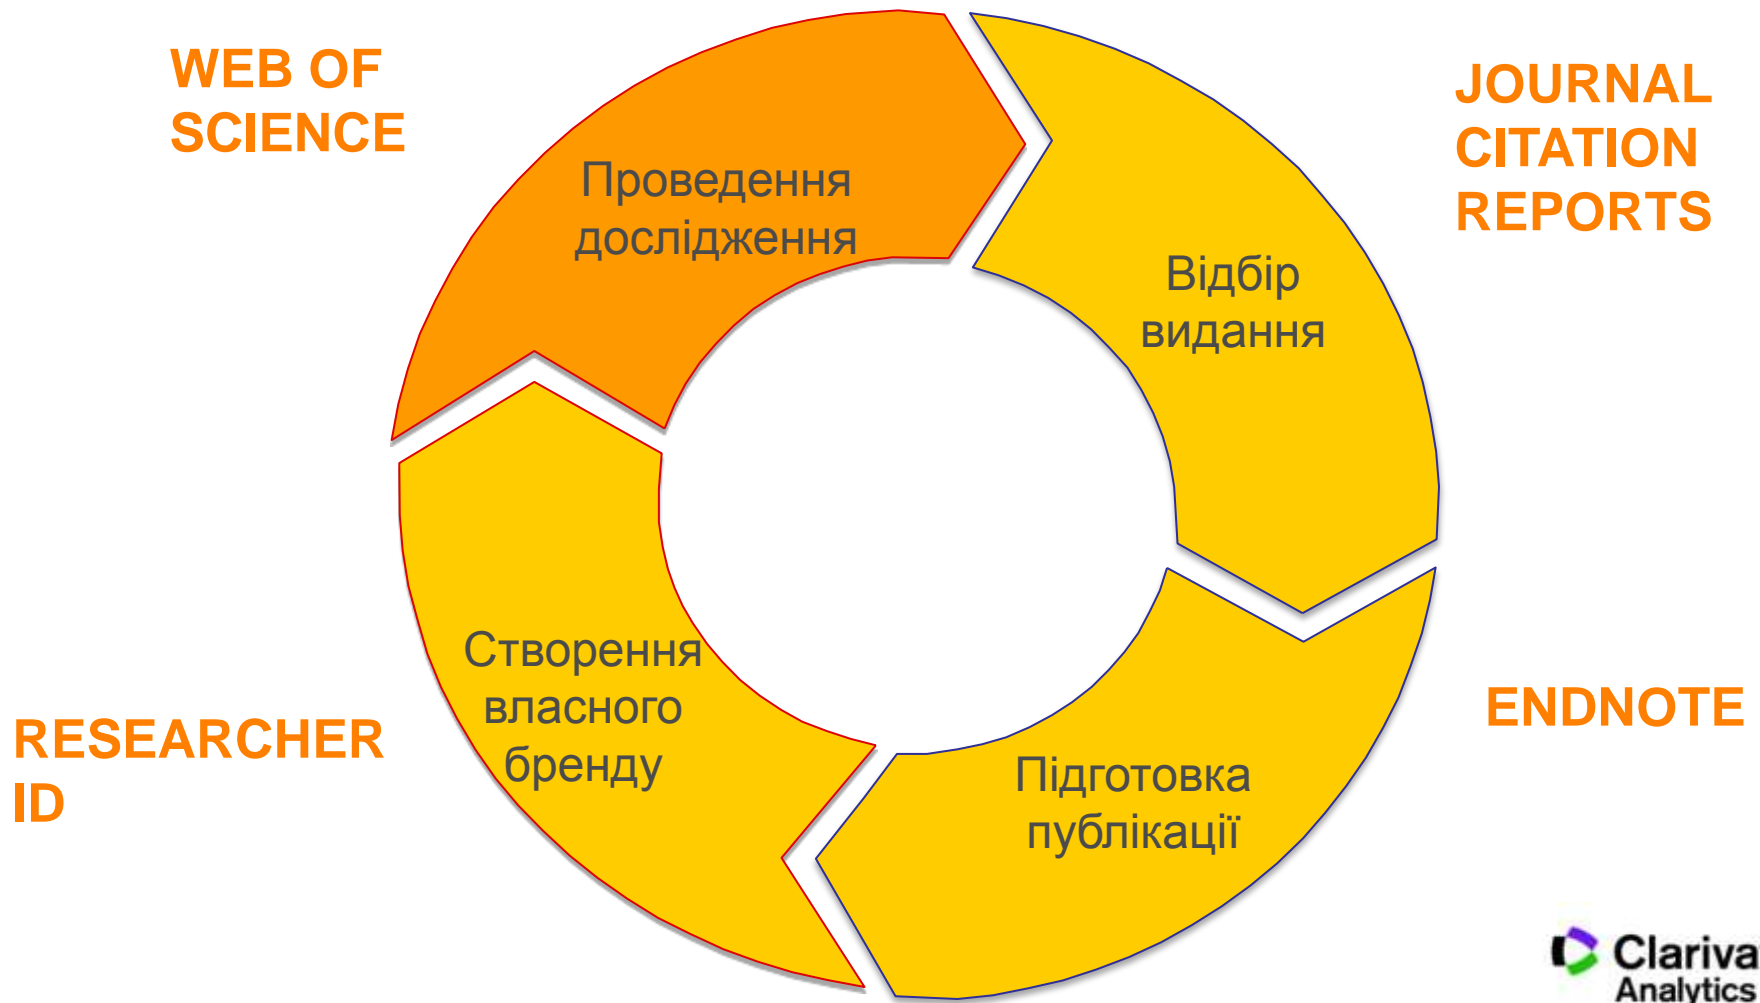 WEB OF
SCIENCE
Проведення
дослідження
JOURNAL
CITATION
REPORTS
Відбір
видання
ENDNOTE
Підготовка
публікації
Створення
власного
бренду
RESEARCHER
ID
Clariva
Analytics